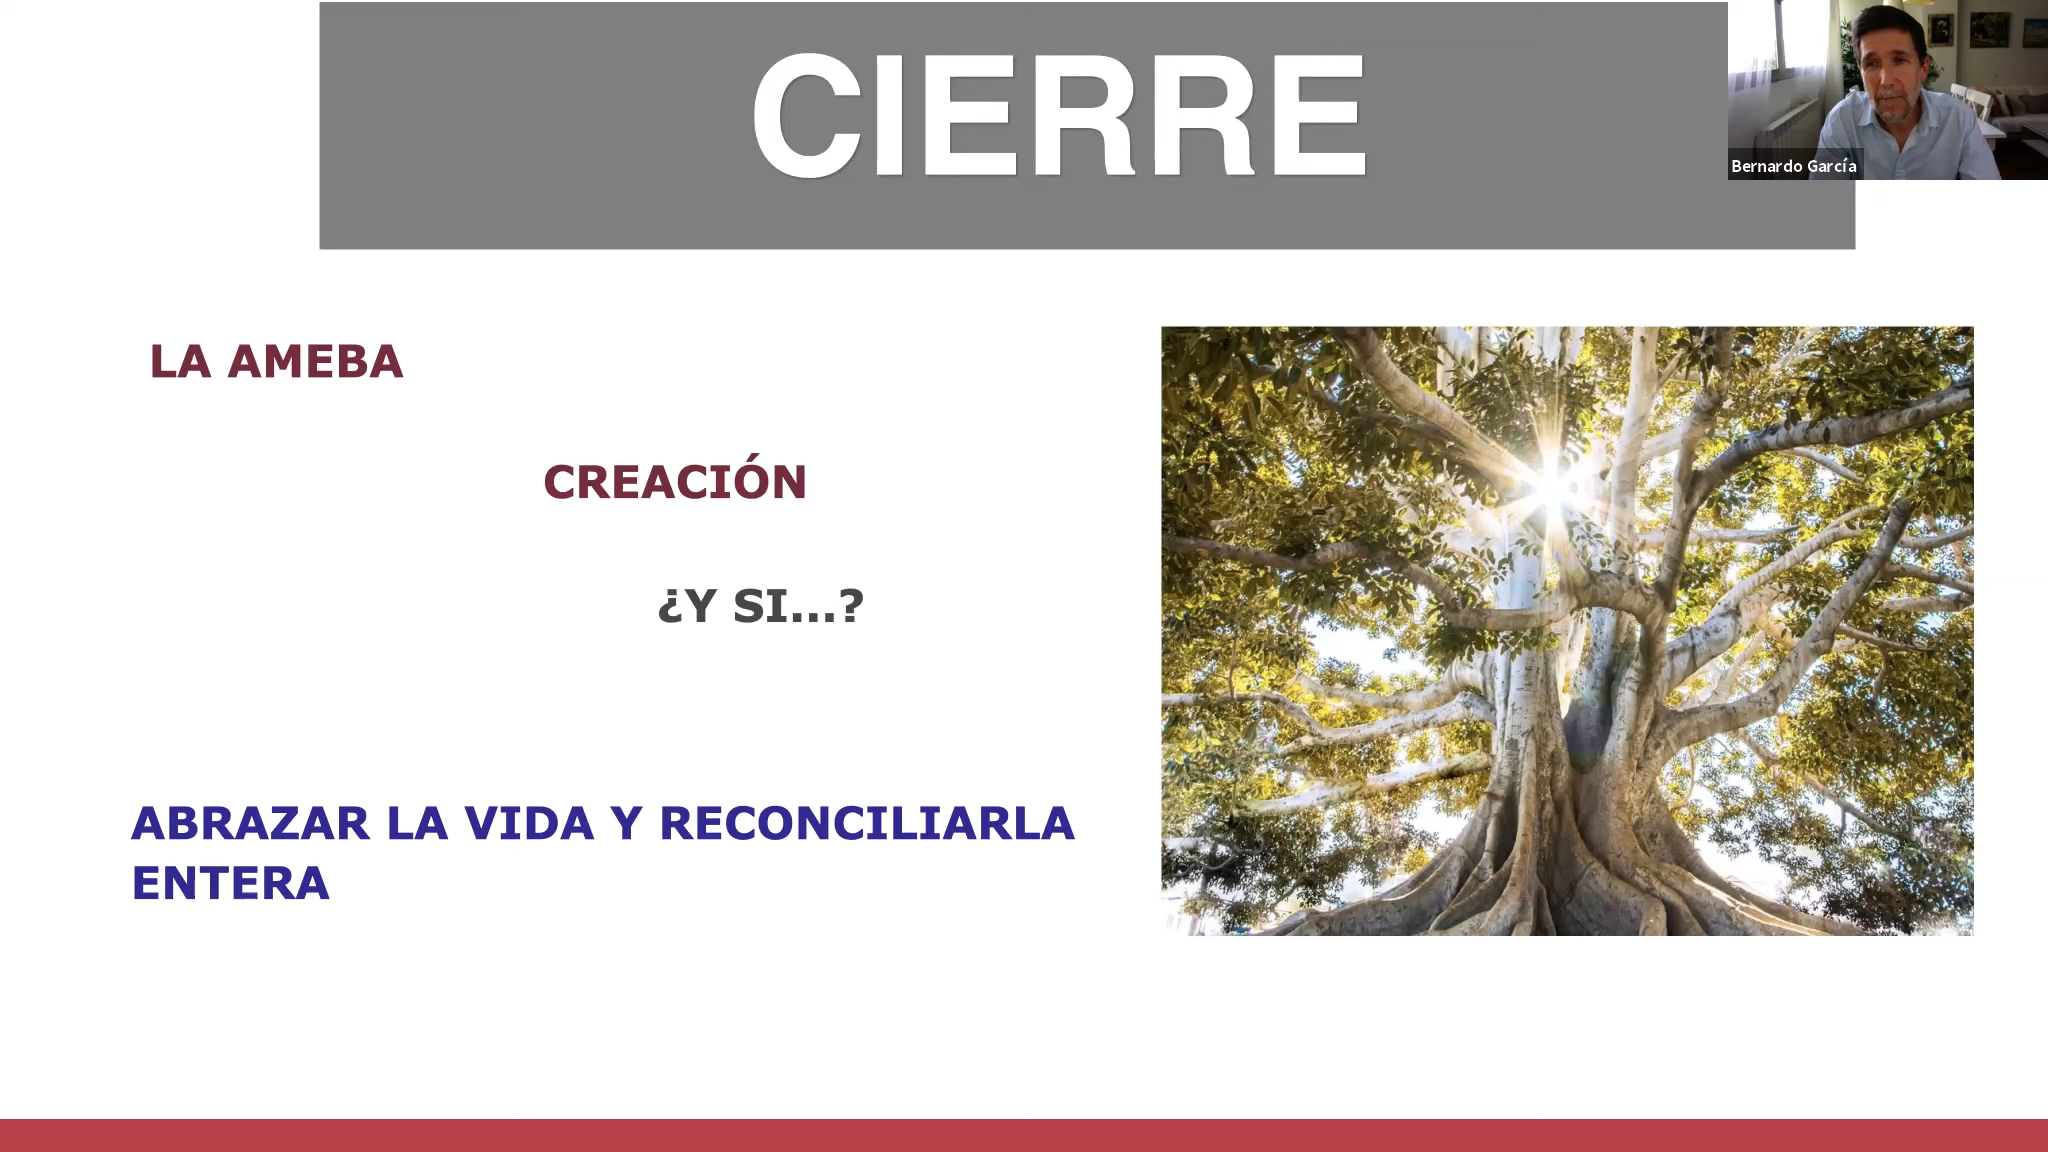 CIERRE
Bernardo García
LA AMEBA
CREACIÓN
¿Y SI...?
ABRAZAR LA VIDA Y RECONCILIARLA
ENTERA